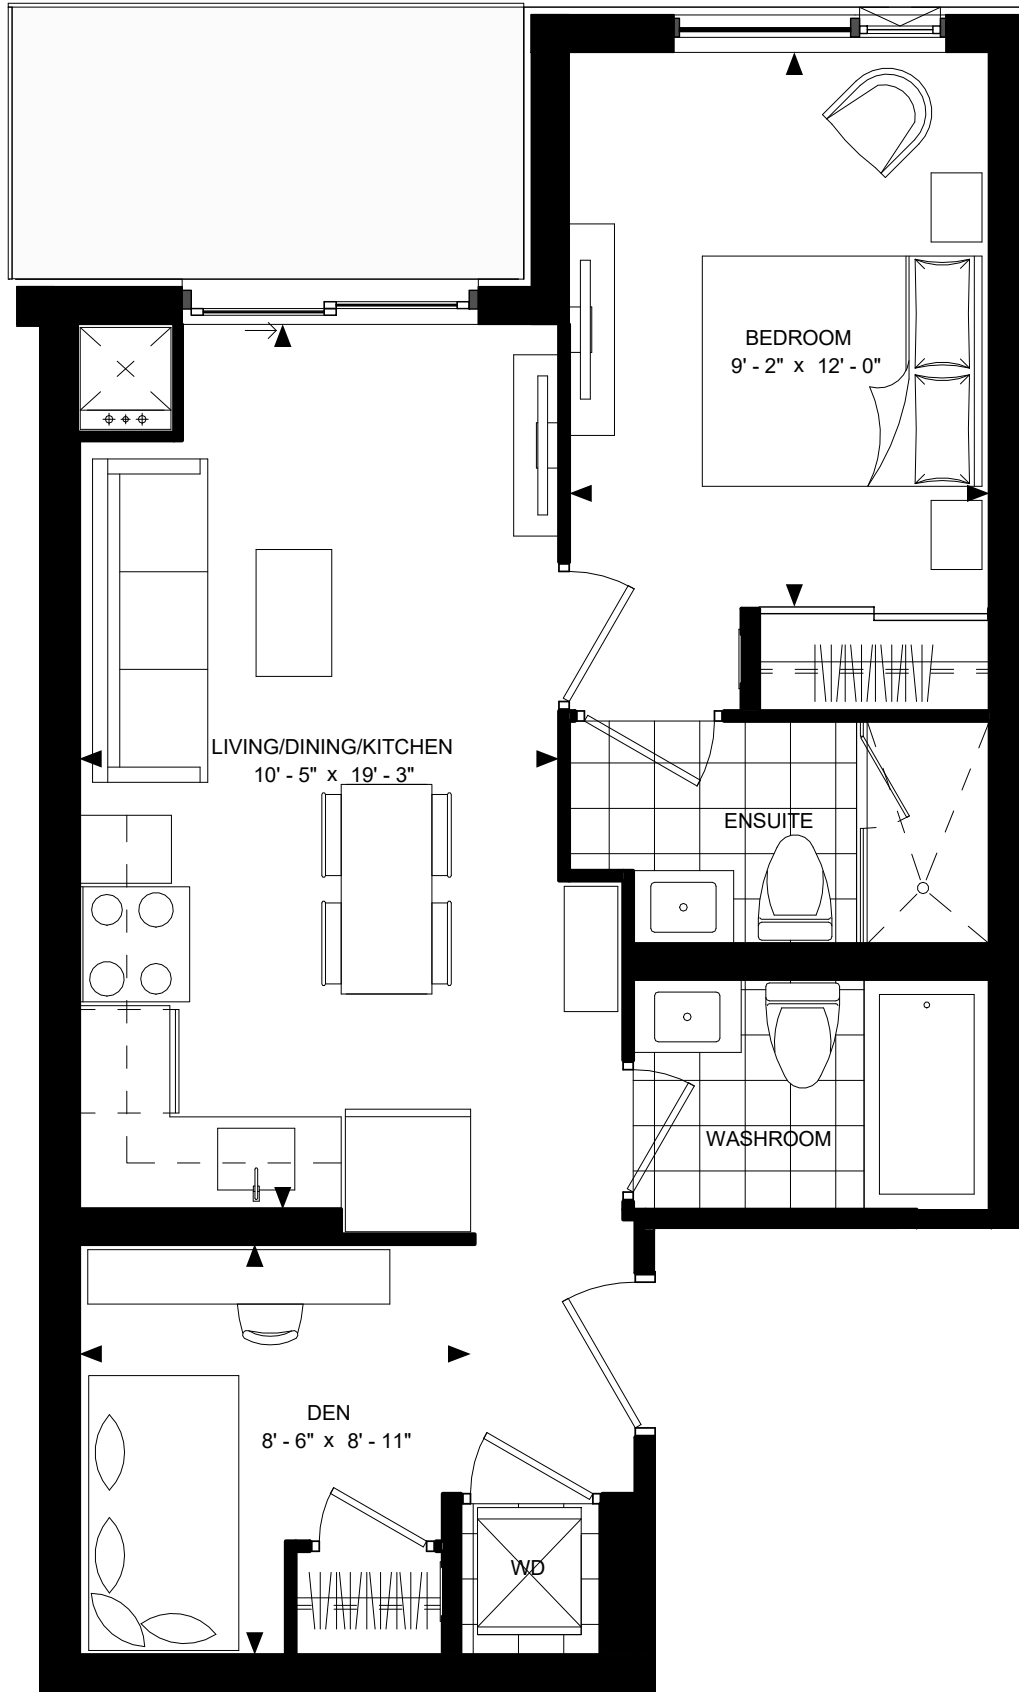 BEDROOM
9' - 2" x 12' - 0"
LIVING/DINING/KITCHEN
10' - 5" x 19' - 3"
ENSUITE
WASHROOM
DEN
8' - 6" x 8' - 11"
WD